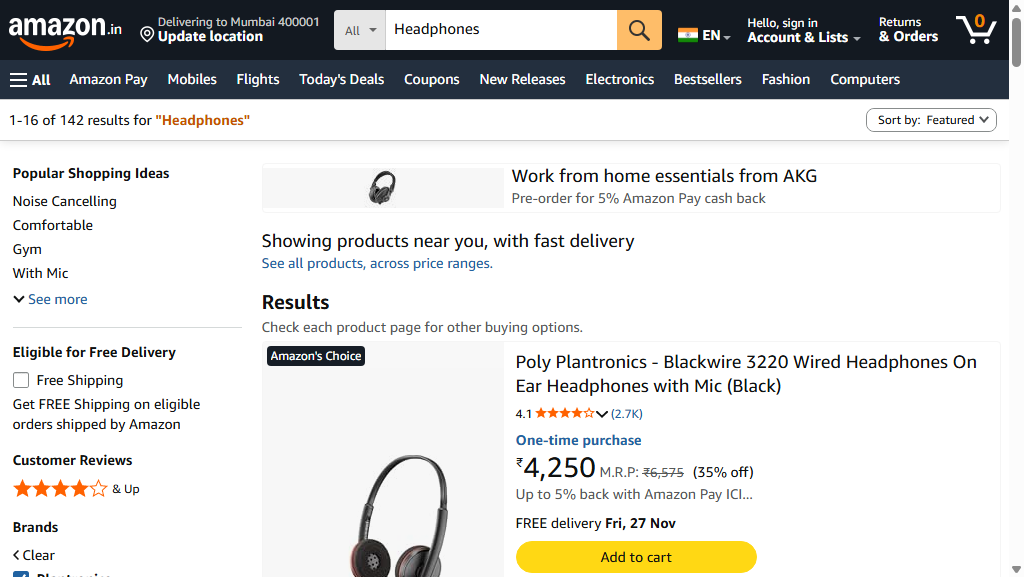 amazon.in
Delivering to Mumbai 400001
Update location
All
Headphones
EN
Hello, sign in
Account & Lists
Returns
& Orders
0
All
Amazon Pay
Mobiles
Flights
Today's Deals
Coupons
New Releases
Electronics
Bestsellers
Fashion
Computers
1-16 of 142 results for "Headphones"
Sort by: Featured
Popular Shopping Ideas
Noise Cancelling
Comfortable
Gym
With Mic
See more
Eligible for Free Delivery
Free Shipping
Get FREE Shipping on eligible
orders shipped by Amazon
Customer Reviews
& Up
Brands
Clear
Plantronics
Work from home essentials from AKG
Pre-order for 5% Amazon Pay cash back
Showing products near you, with fast delivery
See all products, across price ranges.
Results
Check each product page for other buying options.
Amazon's Choice
Poly Plantronics - Blackwire 3220 Wired Headphones On
Ear Headphones with Mic (Black)
4.1 (2.7K)
One-time purchase
₹4,250 M.R.P: ₹6,575 (35% off)
Up to 5% back with Amazon Pay ICI…
FREE delivery Fri, 27 Nov
Add to cart